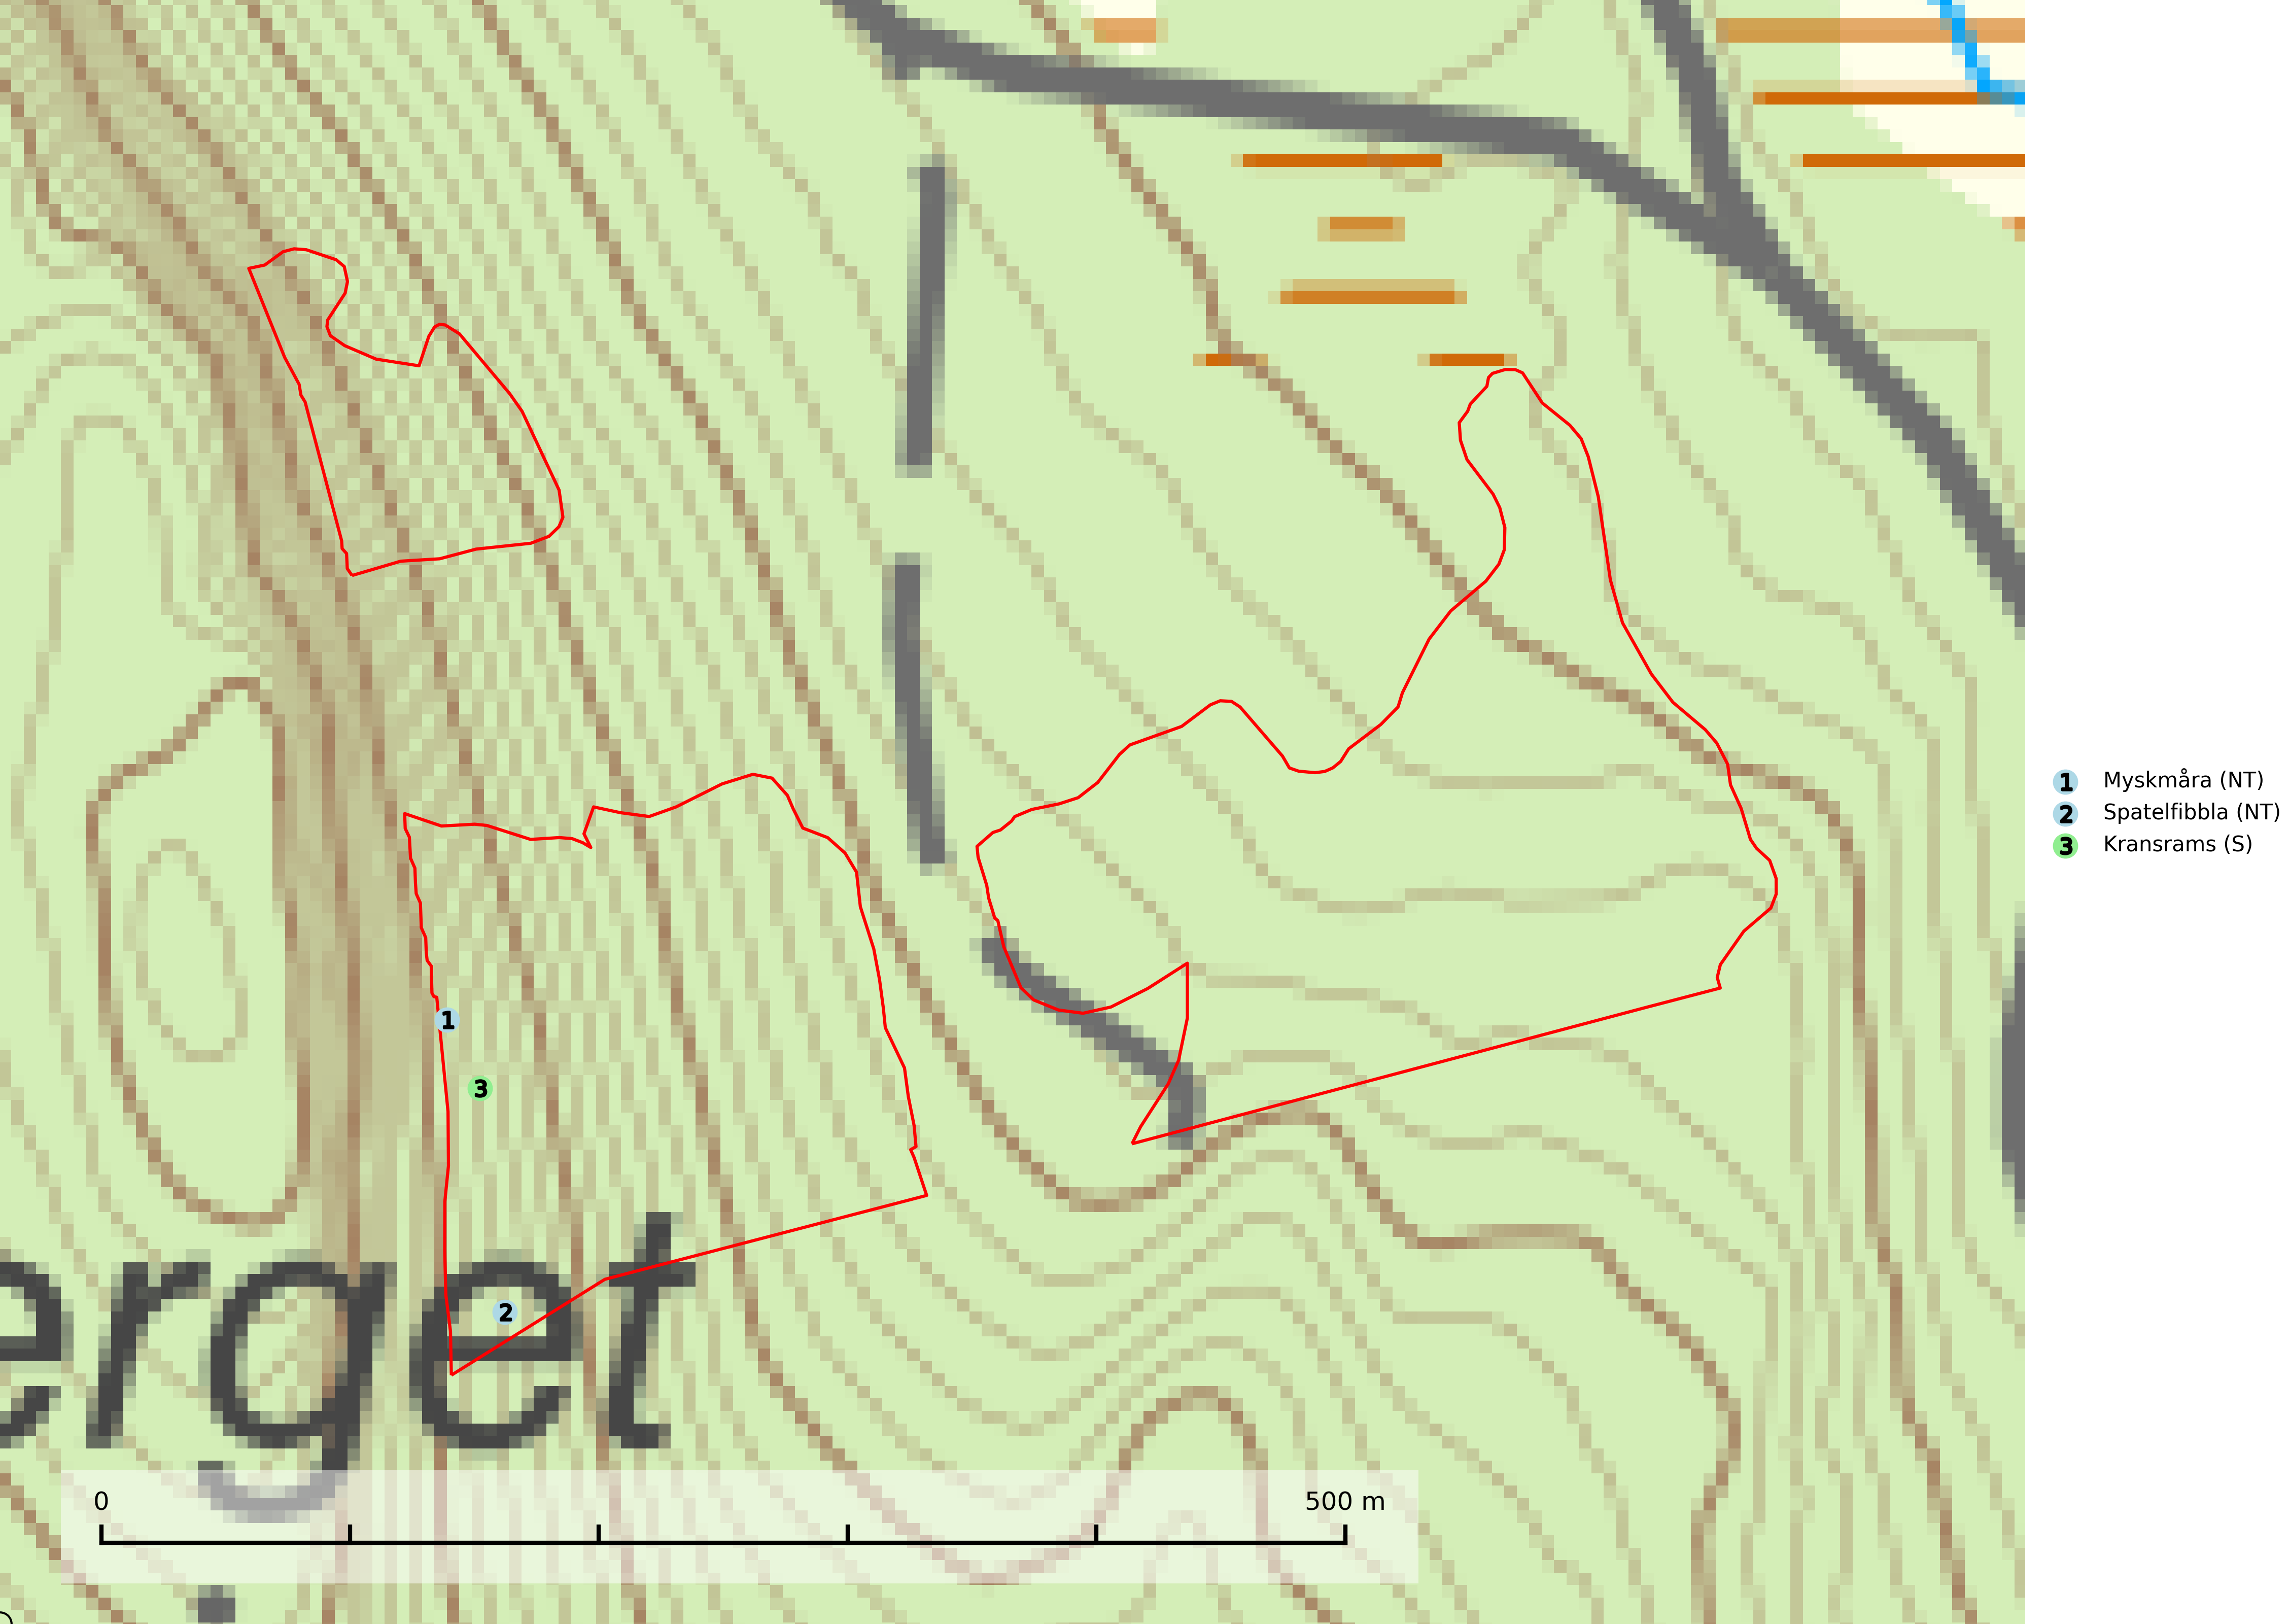 1 Myskmåra (NT)
2 Spatelfibbla (NT)
3 Kransrams (S)
1
3
2
erget
0 500 m